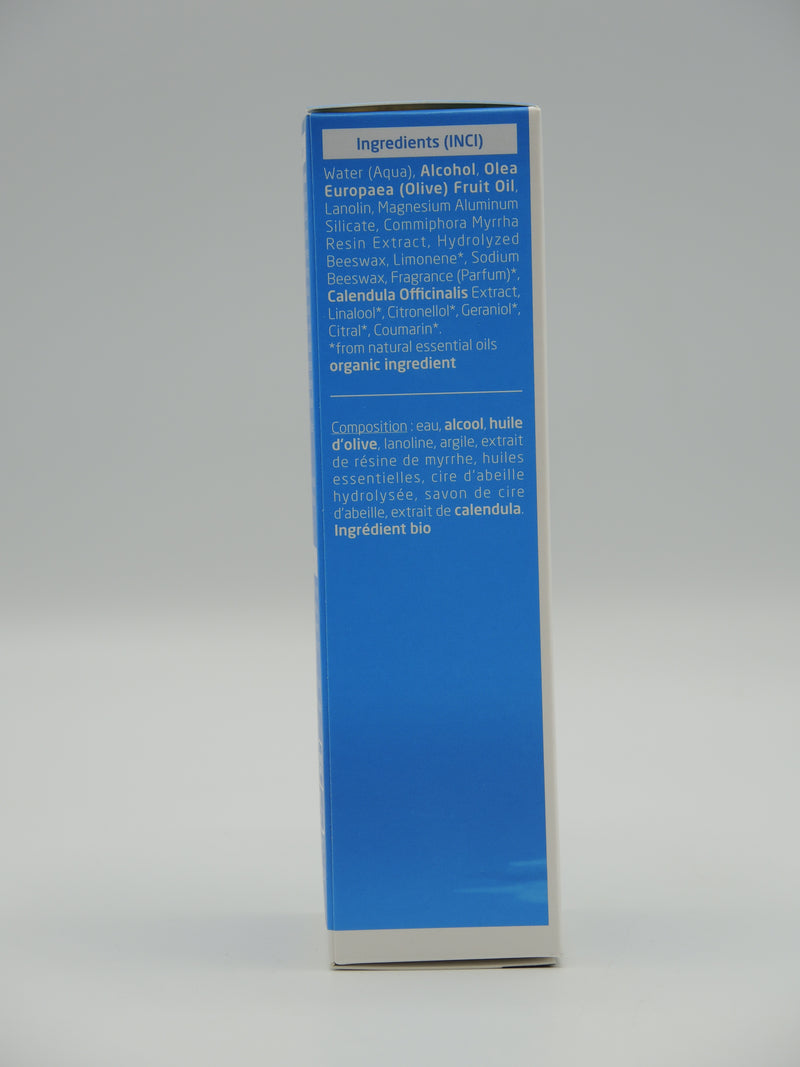 Ingredients (INCI)
Water (Aqua), Alcohol, Olea
Europaea (Olive) Fruit Oil,
Lanolin, Magnesium Aluminum
Silicate, Commiphora Myrrha
Resin Extract, Hydrolyzed
Beeswax, Limonene*, Sodium
Beeswax, Fragrance (Parfum)*,
Calendula Officinalis Extract,
Linalool*, Citronellol*, Geraniol*,
Citral*, Coumarin*.
*from natural essential oils
organic ingredient
Composition : eau, alcool, huile
d'olive, lanoline, argile, extrait
de résine de myrrhe, huiles
essentielles, cire d'abeille
hydrolysée, savon de cire
d'abeille, extrait de calendula.
Ingrédient bio